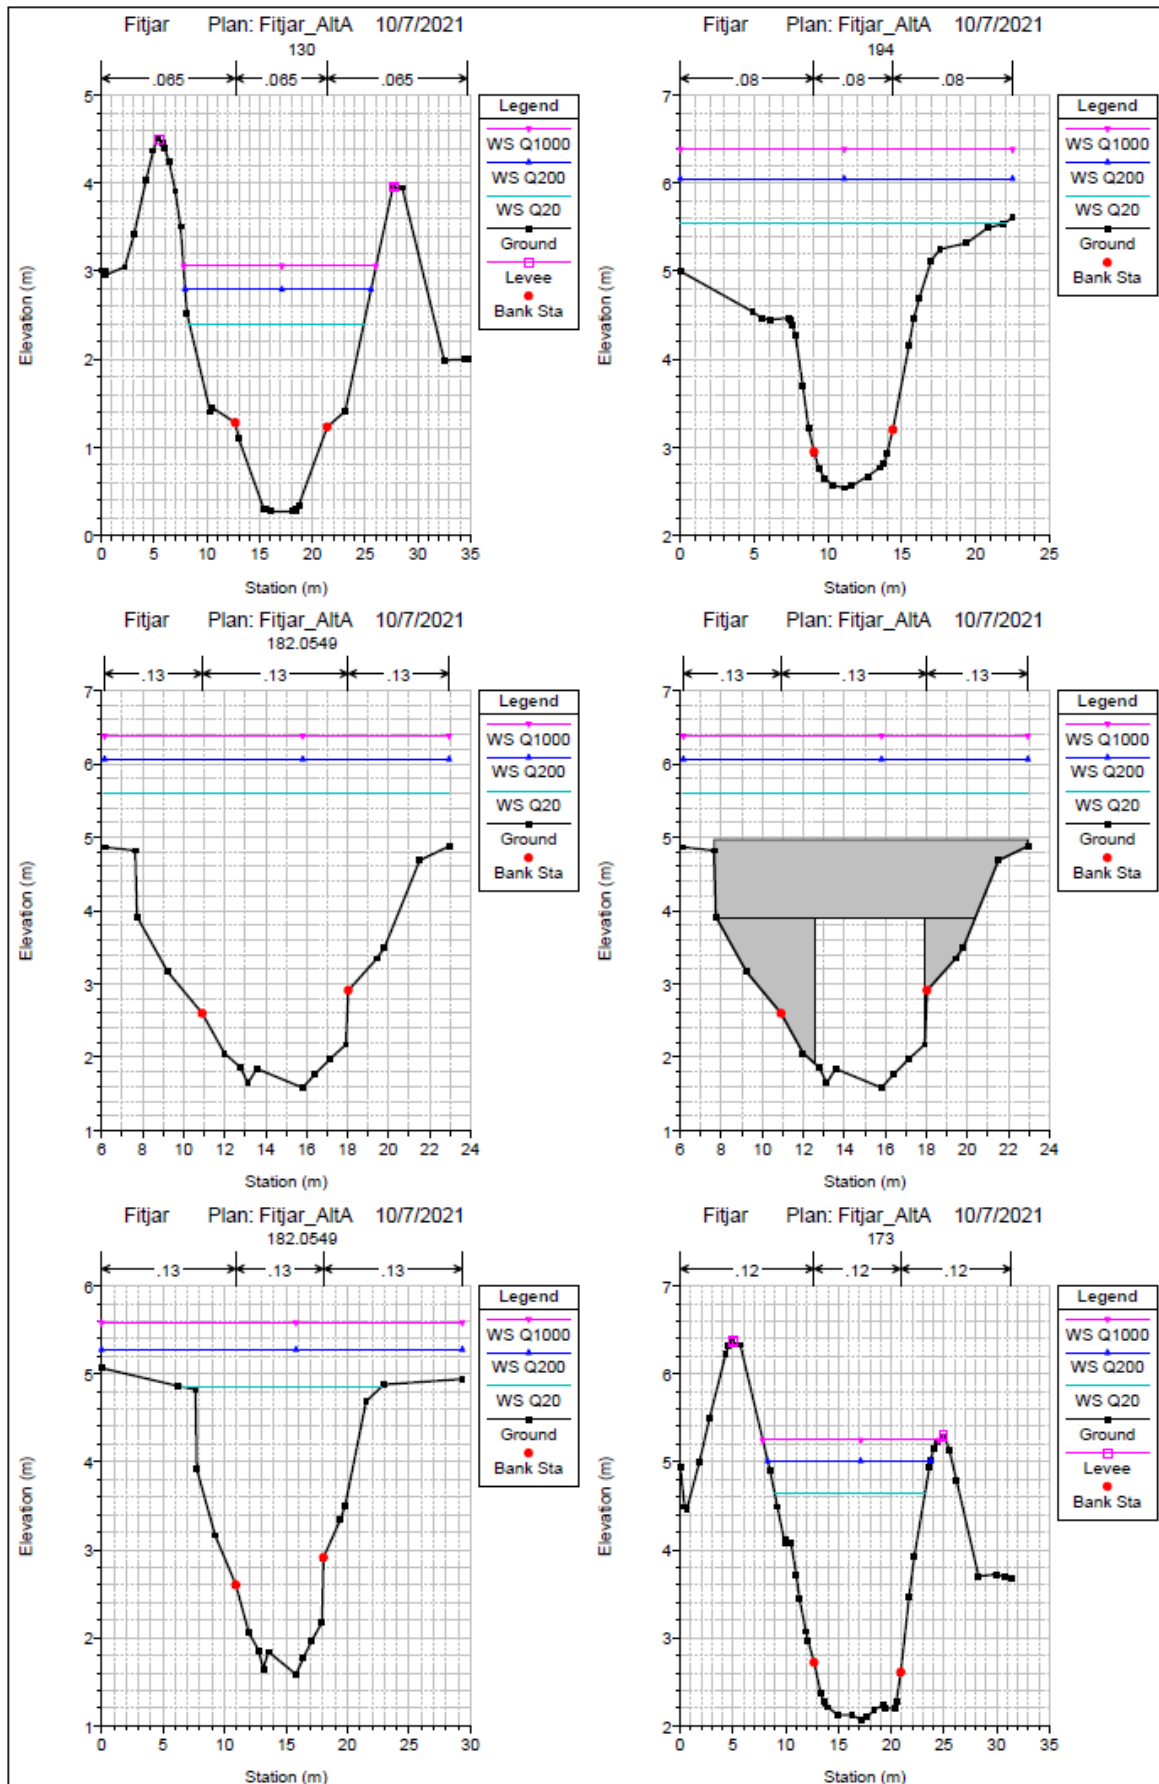 Fitjar Plan: Fitjar_AltA 10/7/2021
130
.065 .065 .065
Legend
WS Q1000
WS Q200
WS Q20
Ground
Levee
Bank Sta
Elevation (m)
5
4
3
2
1
0
0 5 10 15 20 25 30 35
Station (m)
Fitjar Plan: Fitjar_AltA 10/7/2021
194
.08 .08 .08
Legend
WS Q1000
WS Q200
WS Q20
Ground
Bank Sta
Elevation (m)
7
6
5
4
3
2
0 5 10 15 20 25
Station (m)
Fitjar Plan: Fitjar_AltA 10/7/2021
182.0549
.13 .13 .13
Legend
WS Q1000
WS Q200
WS Q20
Ground
Bank Sta
Elevation (m)
7
6
5
4
3
2
1
6 8 10 12 14 16 18 20 22 24
Station (m)
Fitjar Plan: Fitjar_AltA 10/7/2021
.13 .13 .13
Legend
WS Q1000
WS Q200
WS Q20
Ground
Bank Sta
Elevation (m)
7
6
5
4
3
2
1
6 8 10 12 14 16 18 20 22 24
Station (m)
Fitjar Plan: Fitjar_AltA 10/7/2021
182.0549
.13 .13 .13
Legend
WS Q1000
WS Q200
WS Q20
Ground
Bank Sta
Elevation (m)
6
5
4
3
2
1
0 5 10 15 20 25 30
Station (m)
Fitjar Plan: Fitjar_AltA 10/7/2021
173
.12 .12 .12
Legend
WS Q1000
WS Q200
WS Q20
Ground
Levee
Bank Sta
Elevation (m)
7
6
5
4
3
2
0 5 10 15 20 25 30 35
Station (m)